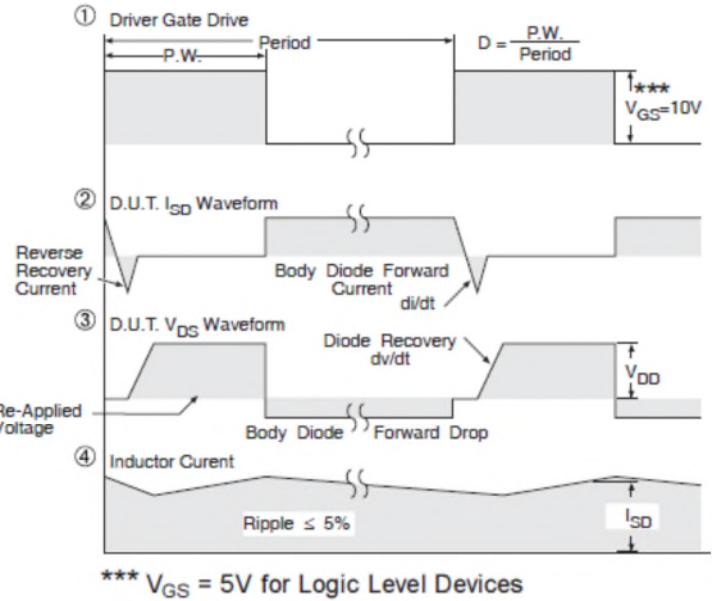 ① Driver Gate Drive
Period
P.W.
D = P.W.
Period
***
VGS=10V
② D.U.T. ISD Waveform
Reverse
Recovery
Current
Body Diode Forward
Current
di/dt
③ D.U.T. VDS Waveform
Diode Recovery
dv/dt
VDD
Re-Applied
Voltage
Body Diode Forward Drop
④ Inductor Curent
Ripple ≤ 5%
ISD
*** VGS = 5V for Logic Level Devices